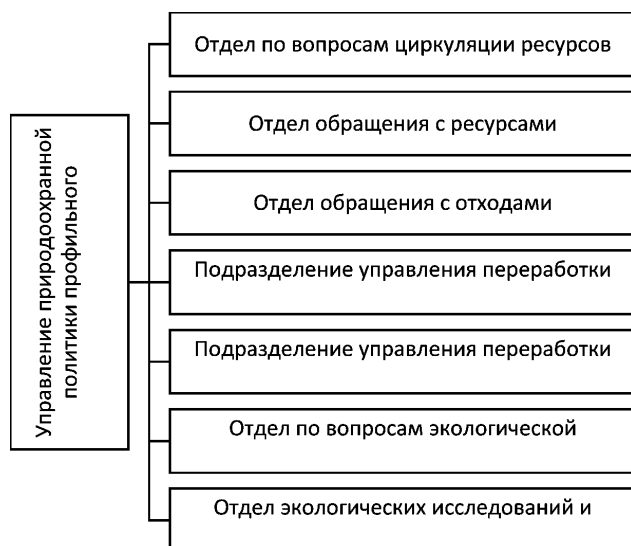 Управление природоохранной
политики профильного
Отдел по вопросам циркуляции ресурсов
Отдел обращения с ресурсами
Отдел обращения с отходами
Подразделение управления переработки
Подразделение управления переработки
Отдел по вопросам экологической
Отдел экологических исследований и